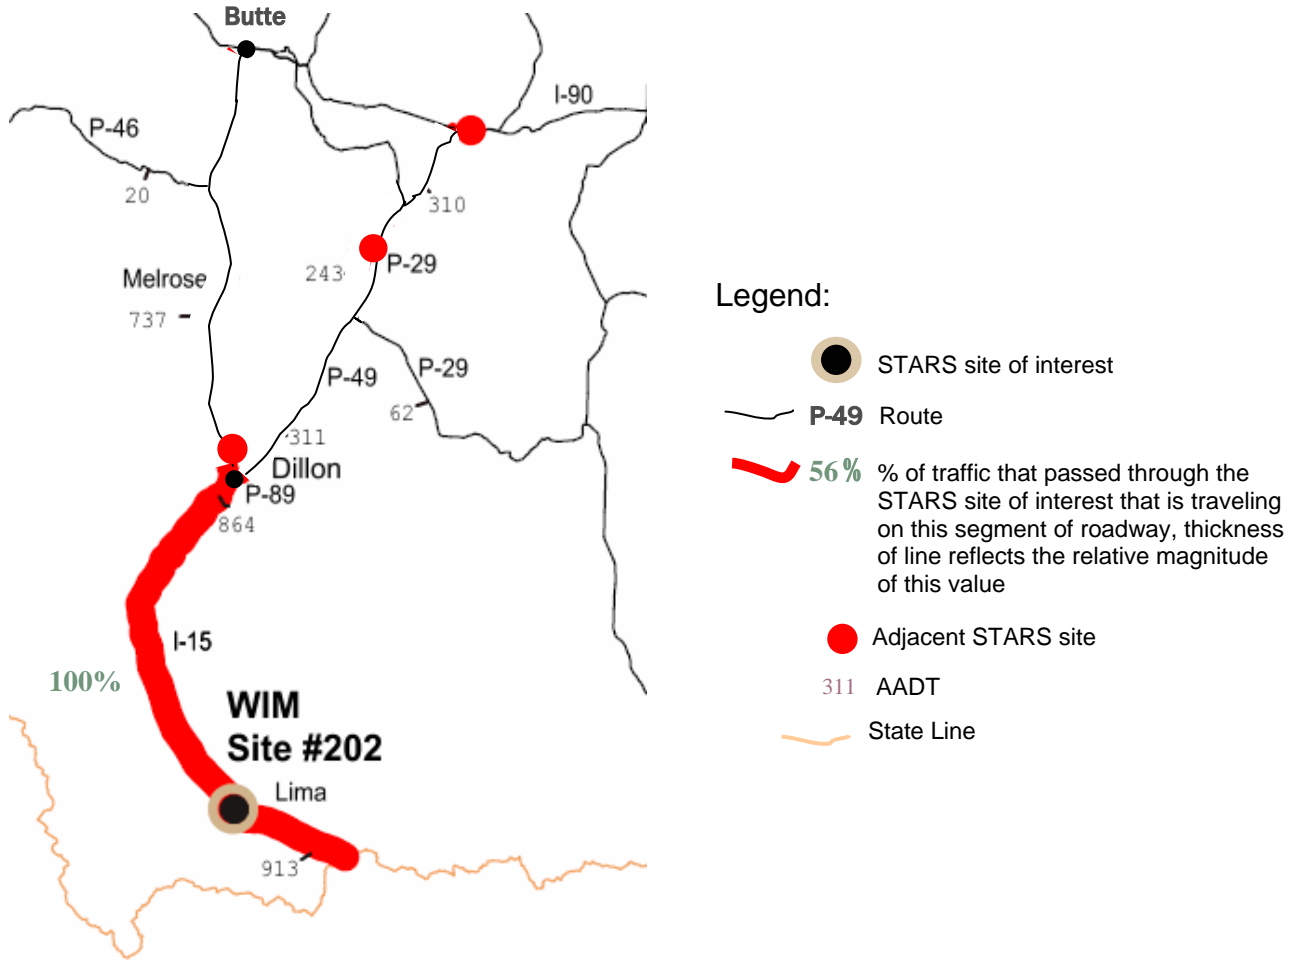 Butte
I-90
P-46
20
310
P-29
243
Melrose
737
P-29
P-49
62
311
Dillon
P-89
864
I-15
100%
WIM
Site #202
Lima
913
Legend:
STARS site of interest
P-49 Route
56% % of traffic that passed through the
STARS site of interest that is traveling
on this segment of roadway, thickness
of line reflects the relative magnitude
of this value
Adjacent STARS site
311 AADT
State Line